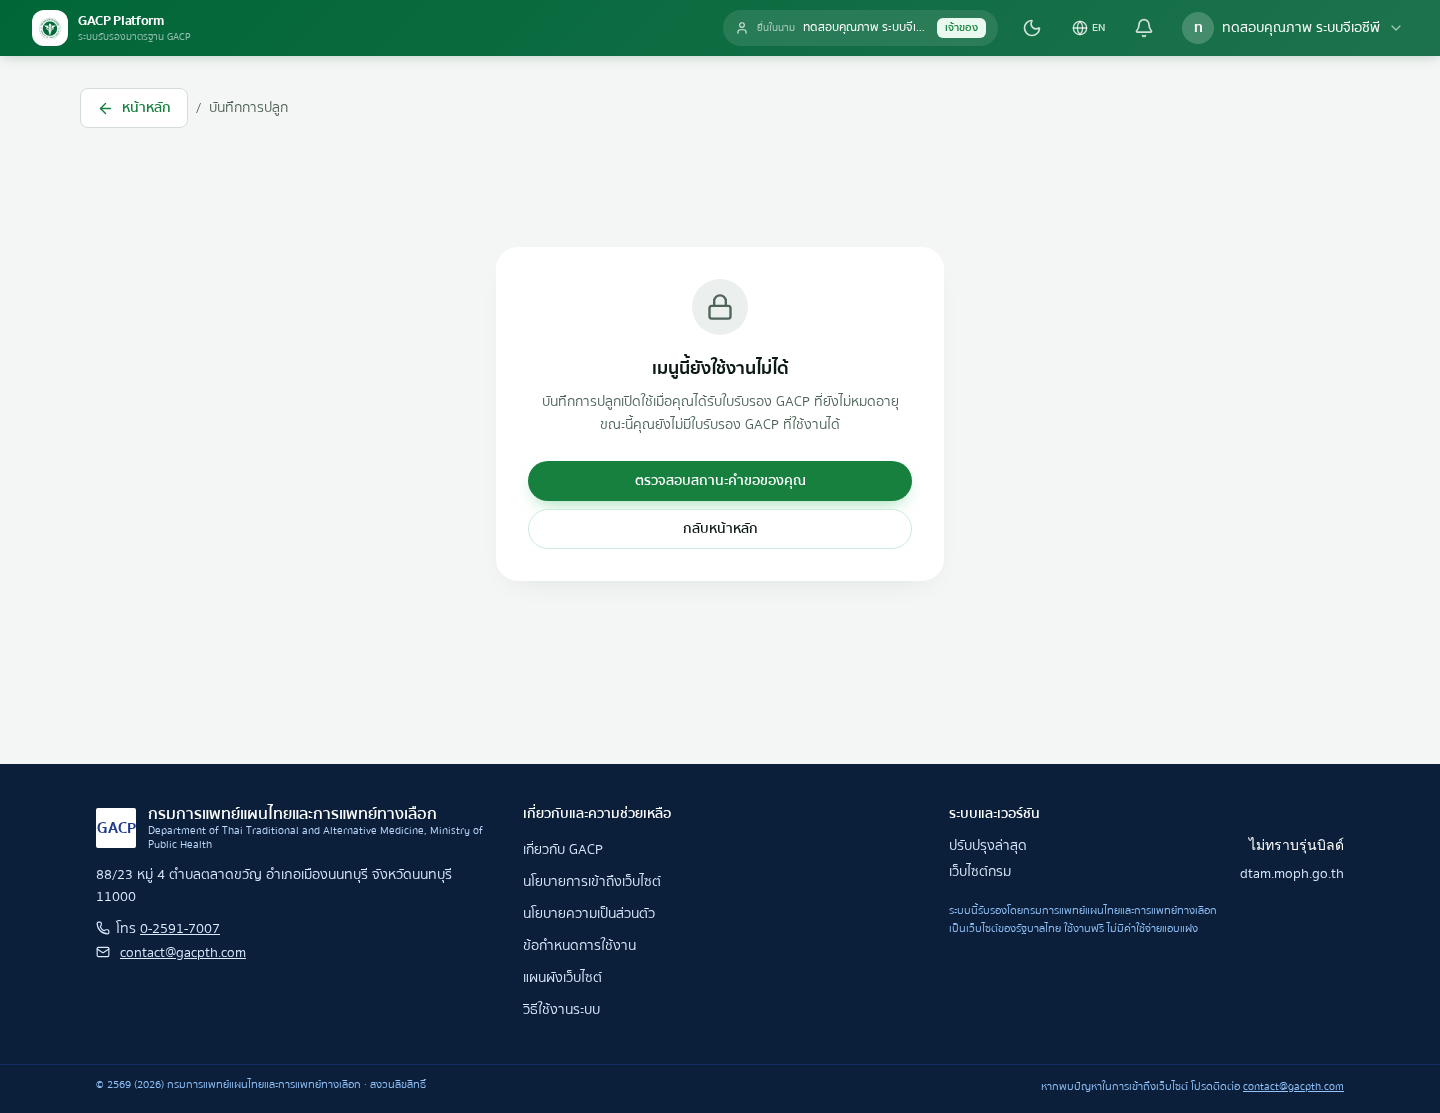 GACP Platform
ระบบรับรองมาตรฐาน GACP
ยื่นในนาม ทดสอบคุณภาพ ระบบจีเ... เจ้าของ
EN
ท ทดสอบคุณภาพ ระบบจีเอซีพี
หน้าหลัก / บันทึกการปลูก
เมนูนี้ยังใช้งานไม่ได้
บันทึกการปลูกเปิดใช้เมื่อคุณได้รับใบรับรอง GACP ที่ยังไม่หมดอายุ
ขณะนี้คุณยังไม่มีใบรับรอง GACP ที่ใช้งานได้
ตรวจสอบสถานะคำขอของคุณ
กลับหน้าหลัก
GACP
กรมการแพทย์แผนไทยและการแพทย์ทางเลือก
Department of Thai Traditional and Alternative Medicine, Ministry of
Public Health
88/23 หมู่ 4 ตำบลตลาดขวัญ อำเภอเมืองนนทบุรี จังหวัดนนทบุรี
11000
โทร 0-2591-7007
contact@gacpth.com
เกี่ยวกับและความช่วยเหลือ
เกี่ยวกับ GACP
นโยบายการเข้าถึงเว็บไซต์
นโยบายความเป็นส่วนตัว
ข้อกำหนดการใช้งาน
แผนผังเว็บไซต์
วิธีใช้งานระบบ
ระบบและเวอร์ชัน
ปรับปรุงล่าสุด ไม่ทราบรุ่นบิลด์
เว็บไซต์กรม dtam.moph.go.th
ระบบนี้รับรองโดยกรมการแพทย์แผนไทยและการแพทย์ทางเลือก
เป็นเว็บไซต์ของรัฐบาลไทย ใช้งานฟรี ไม่มีค่าใช้จ่ายแอบแฝง
© 2569 (2026) กรมการแพทย์แผนไทยและการแพทย์ทางเลือก · สงวนลิขสิทธิ์
หากพบปัญหาในการเข้าถึงเว็บไซต์ โปรดติดต่อ contact@gacpth.com